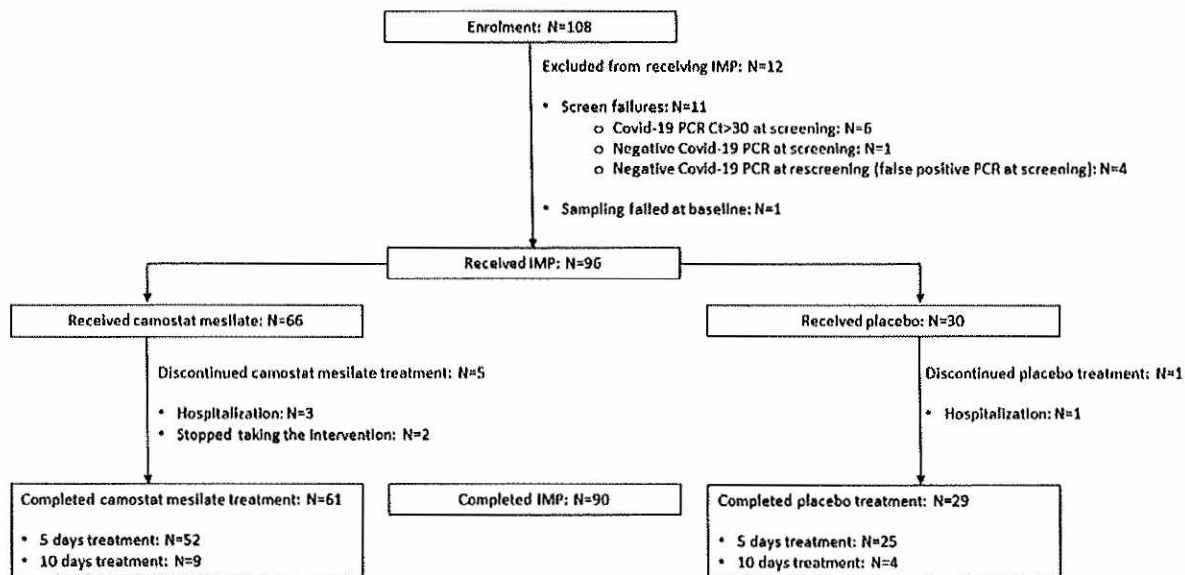 Enrolment: N=108
Excluded from receiving IMP: N=12
• Screen failures: N=11
o Covid-19 PCR Ct>30 at screening: N=6
o Negative Covid-19 PCR at screening: N=1
o Negative Covid-19 PCR at rescreening (false positive PCR at screening): N=4
• Sampling failed at baseline: N=1
Received IMP: N=96
Received camostat mesilate: N=66
Received placebo: N=30
Discontinued camostat mesilate treatment: N=5
• Hospitalization: N=3
• Stopped taking the intervention: N=2
Discontinued placebo treatment: N=1
• Hospitalization: N=1
Completed camostat mesilate treatment: N=61
• 5 days treatment: N=52
• 10 days treatment: N=9
Completed IMP: N=90
Completed placebo treatment: N=29
• 5 days treatment: N=25
• 10 days treatment: N=4